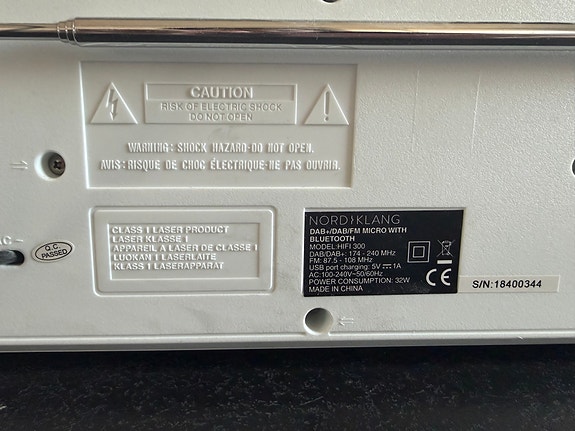 CAUTION
RISK OF ELECTRIC SHOCK
DO NOT OPEN
WARNING: SHOCK HAZARD-DO NOT OPEN.
AVIS: RISQUE DE CHOC ÉLECTRIQUE-NE PAS OUVRIR.
AC ~
Q.C.
PASSED
CLASS 1 LASER PRODUCT
LASER KLASSE 1
APPAREIL A LASER DE CLASSE 1
LUOKAN 1 LASERLAITE
KLASS 1 LASERAPPARAT
NORDKLANG
DAB+/DAB/FM MICRO WITH
BLUETOOTH
MODEL:HIFI 300
DAB/DAB+: 174 - 240 MHz
FM: 87.5 - 108 MHz
USB port charging: 5V ⎓ 1A
AC:100-240V~50/60Hz
POWER CONSUMPTION: 32W
MADE IN CHINA
CE
S/N:18400344